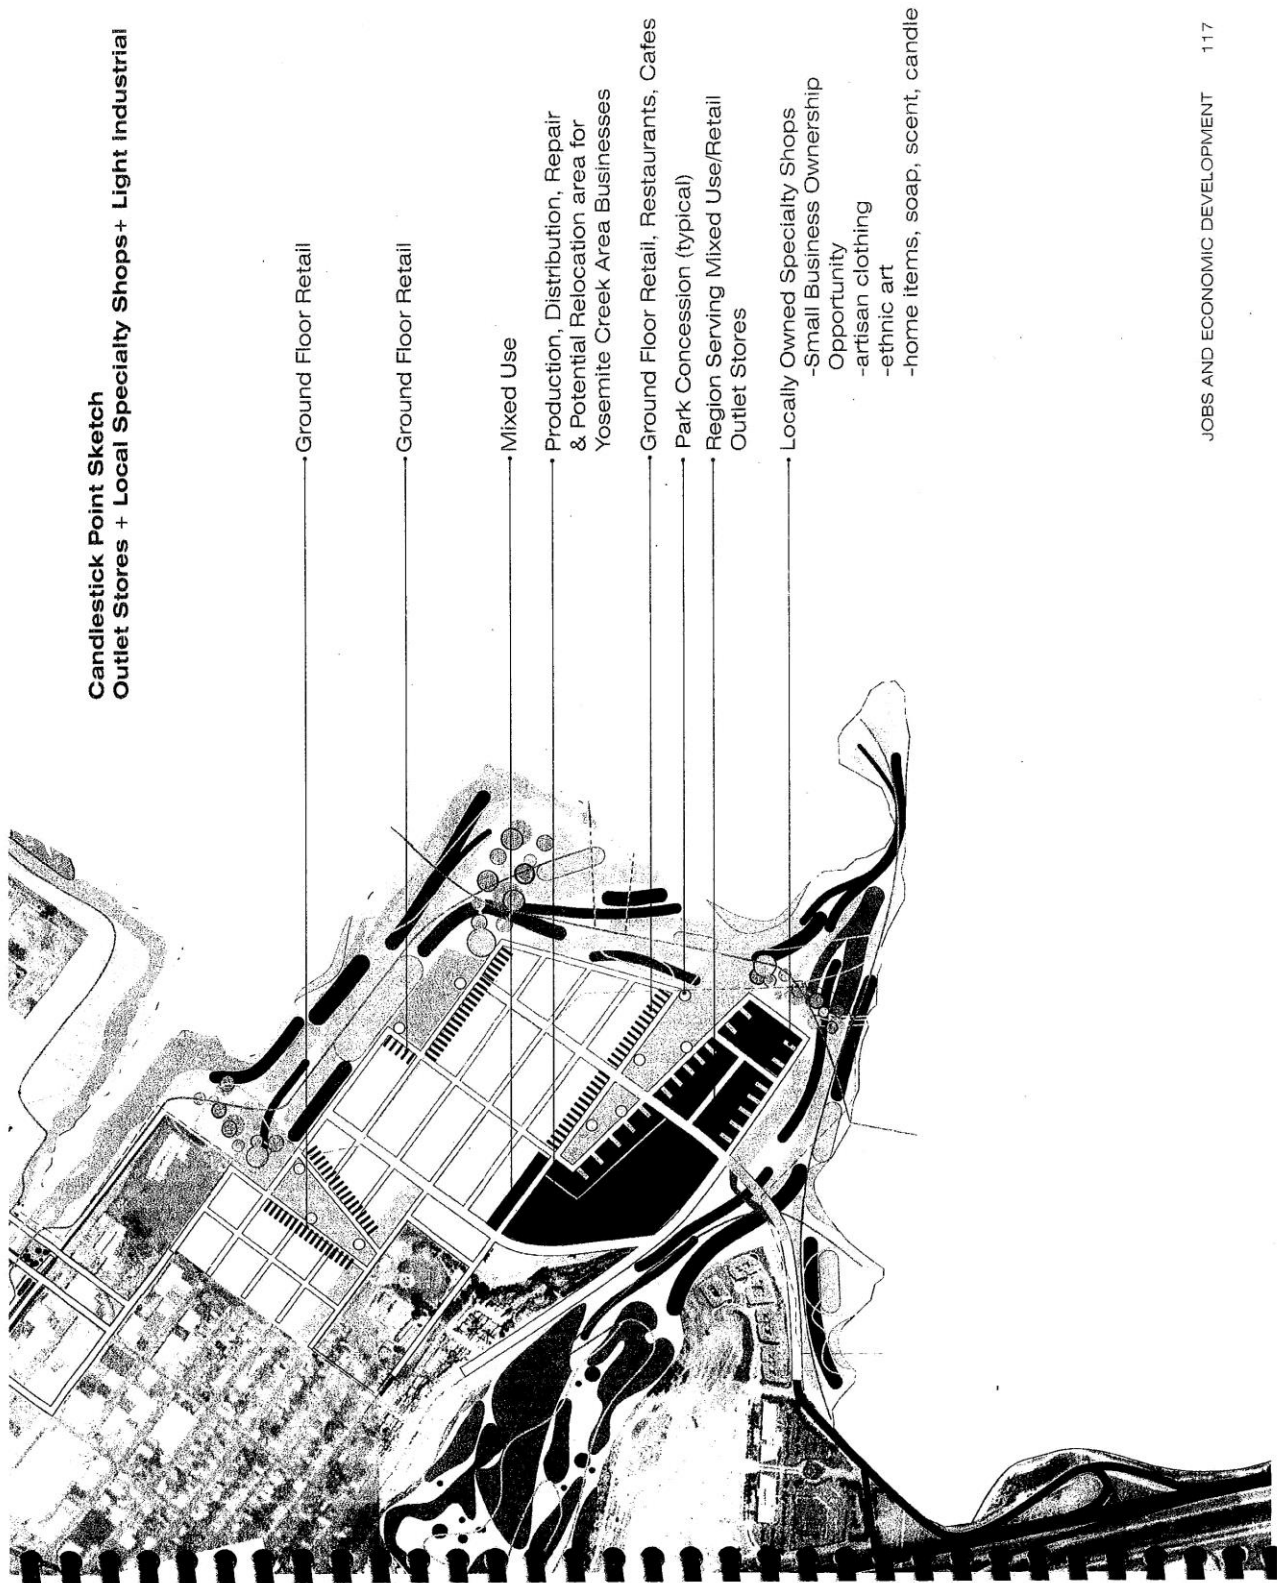 Candlestick Point Sketch
Outlet Stores + Local Specialty Shops+ Light Industrial
Ground Floor Retail
Ground Floor Retail
Mixed Use
Production, Distribution, Repair
& Potential Relocation area for
Yosemite Creek Area Businesses
Ground Floor Retail, Restaurants, Cafes
Park Concession (typical)
Region Serving Mixed Use/Retail
Outlet Stores
Locally Owned Specialty Shops
-Small Business Ownership
Opportunity
-artisan clothing
-ethnic art
-home items, soap, scent, candle
JOBS AND ECONOMIC DEVELOPMENT 117